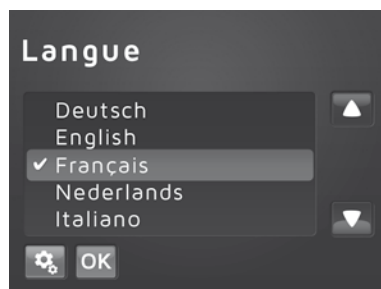 Langue
Deutsch
English
Français
Nederlands
Italiano
OK